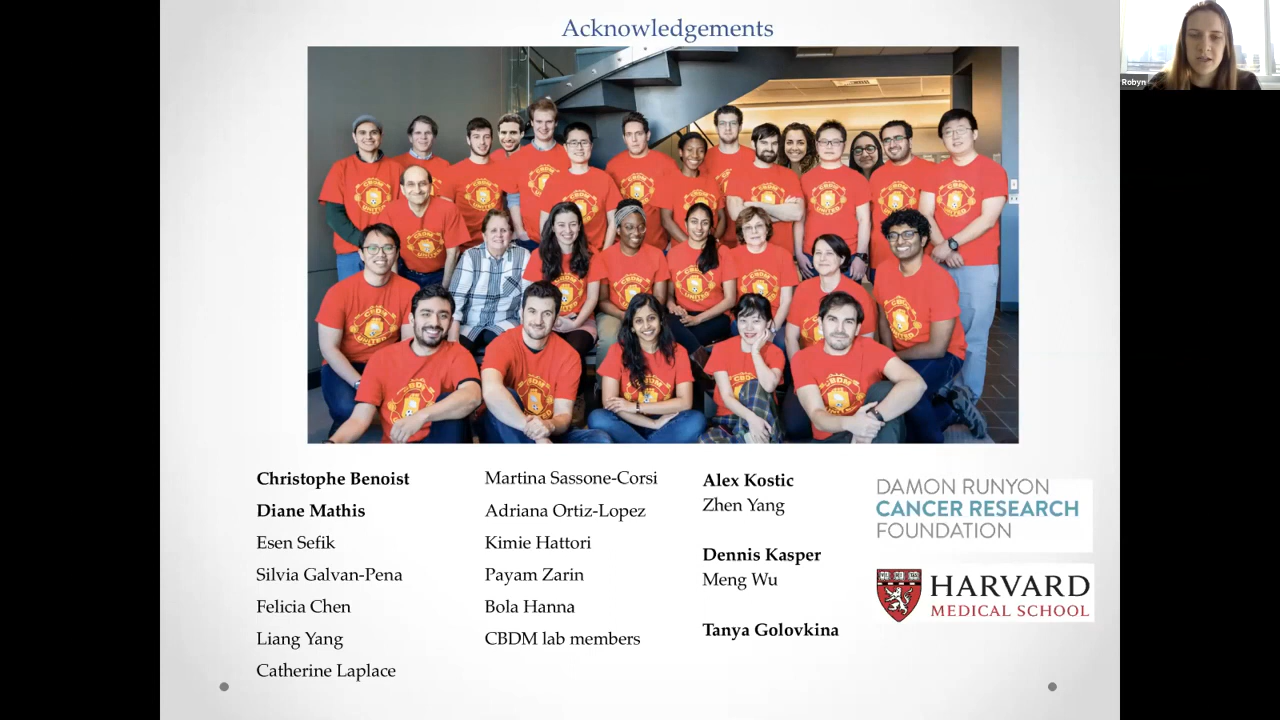 Acknowledgements
Robyn
CBDM
UNITED
Christophe Benoist
Diane Mathis
Esen Sefik
Silvia Galvan-Pena
Felicia Chen
Liang Yang
Catherine Laplace
Martina Sassone-Corsi
Adriana Ortiz-Lopez
Kimie Hattori
Payam Zarin
Bola Hanna
CBDM lab members
Alex Kostic
Zhen Yang
Dennis Kasper
Meng Wu
Tanya Golovkina
DAMON RUNYON
CANCER RESEARCH
FOUNDATION
HARVARD
MEDICAL SCHOOL